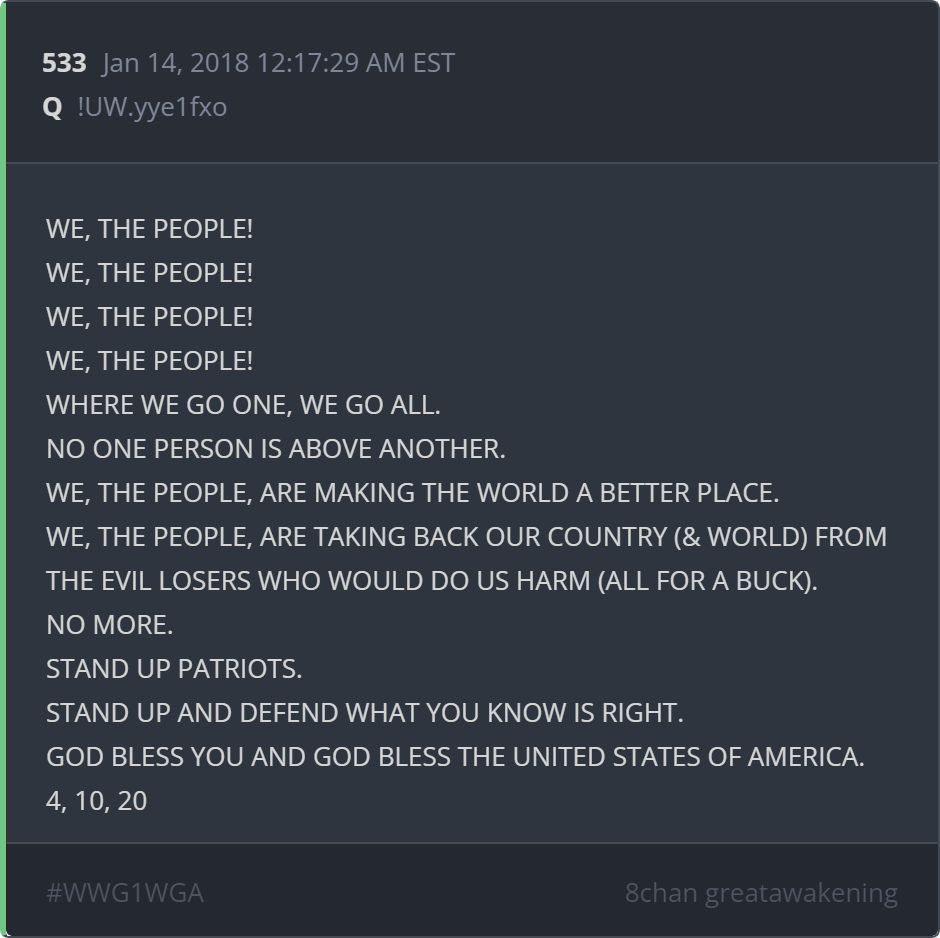 533 Jan 14, 2018 12:17:29 AM EST
Q !UW.yye1fxo
WE, THE PEOPLE!
WE, THE PEOPLE!
WE, THE PEOPLE!
WE, THE PEOPLE!
WHERE WE GO ONE, WE GO ALL.
NO ONE PERSON IS ABOVE ANOTHER.
WE, THE PEOPLE, ARE MAKING THE WORLD A BETTER PLACE.
WE, THE PEOPLE, ARE TAKING BACK OUR COUNTRY (& WORLD) FROM
THE EVIL LOSERS WHO WOULD DO US HARM (ALL FOR A BUCK).
NO MORE.
STAND UP PATRIOTS.
STAND UP AND DEFEND WHAT YOU KNOW IS RIGHT.
GOD BLESS YOU AND GOD BLESS THE UNITED STATES OF AMERICA.
4, 10, 20
#WWG1WGA 8chan greatawakening